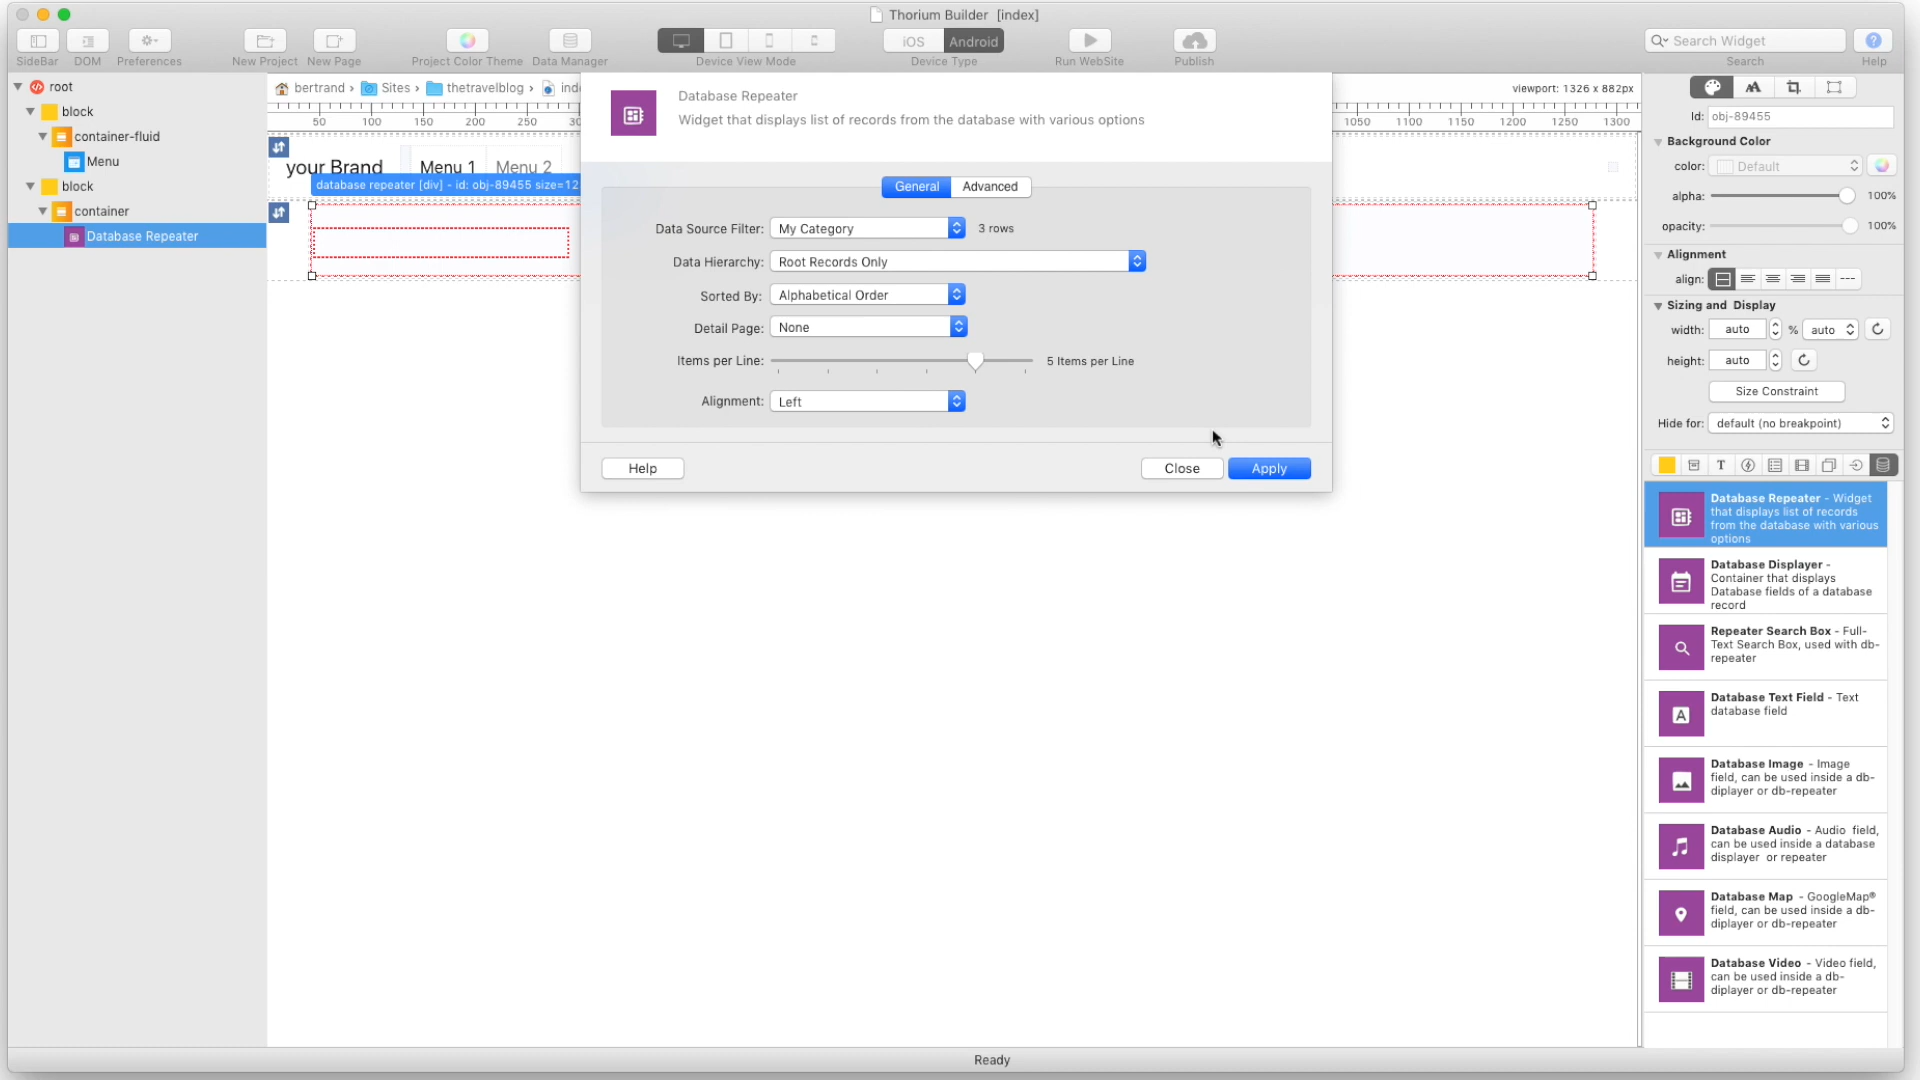 Thorium Builder [index]
SideBar DOM Preferences New Project New Page Project Color Theme Data Manager Device View Mode iOS Android Device Type Run WebSite Publish Search Widget Search ? Help
root
block
container-fluid
Menu
block
container
Database Repeater
bertrand › Sites › thetravelblog ›
viewport: 1326 x 882px
50 100 150 200 250
1050 1100 1150 1200 1250 1300
your Brand Menu 1 Menu 2
database repeater [div] - id: obj-89455 size=12
Database Repeater
Widget that displays list of records from the database with various options
General Advanced
Data Source Filter: My Category 3 rows
Data Hierarchy: Root Records Only
Sorted By: Alphabetical Order
Detail Page: None
Items per Line: 5 Items per Line
Alignment: Left
Help Close Apply
Id: obj-89455
Background Color
color: Default
alpha: 100%
opacity: 100%
Alignment
align:
Sizing and Display
width: auto % auto
height: auto
Size Constraint
Hide for: default (no breakpoint)
Database Repeater - Widget
that displays list of records
from the database with various
options
Database Displayer -
Container that displays
Database fields of a database
record
Repeater Search Box - Full-
Text Search Box, used with db-
repeater
Database Text Field - Text
database field
Database Image - Image
field, can be used inside a db-
diplayer or db-repeater
Database Audio - Audio field,
can be used inside a database
displayer or repeater
Database Map - GoogleMap®
field, can be used inside a db-
diplayer or db-repeater
Database Video - Video field,
can be used inside a db-
diplayer or db-repeater
Ready